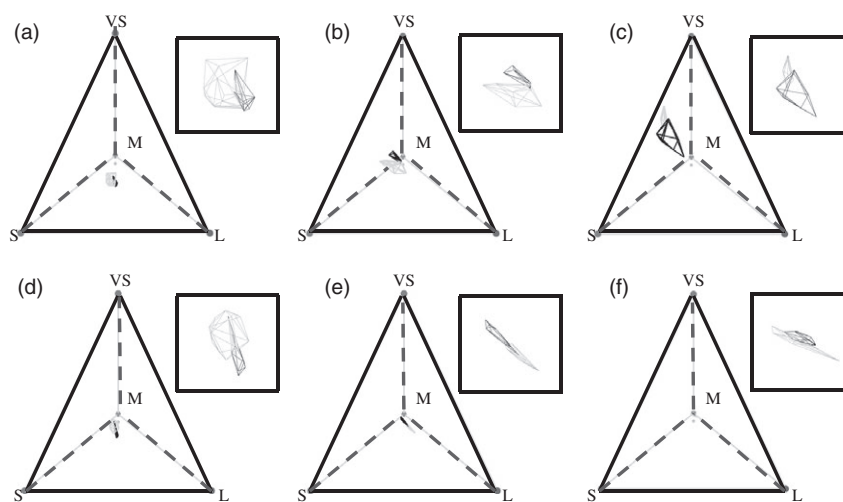 (a) VS M S L
(b) VS M S L
(c) VS M S L
(d) VS M S L
(e) VS M S L
(f) VS M S L